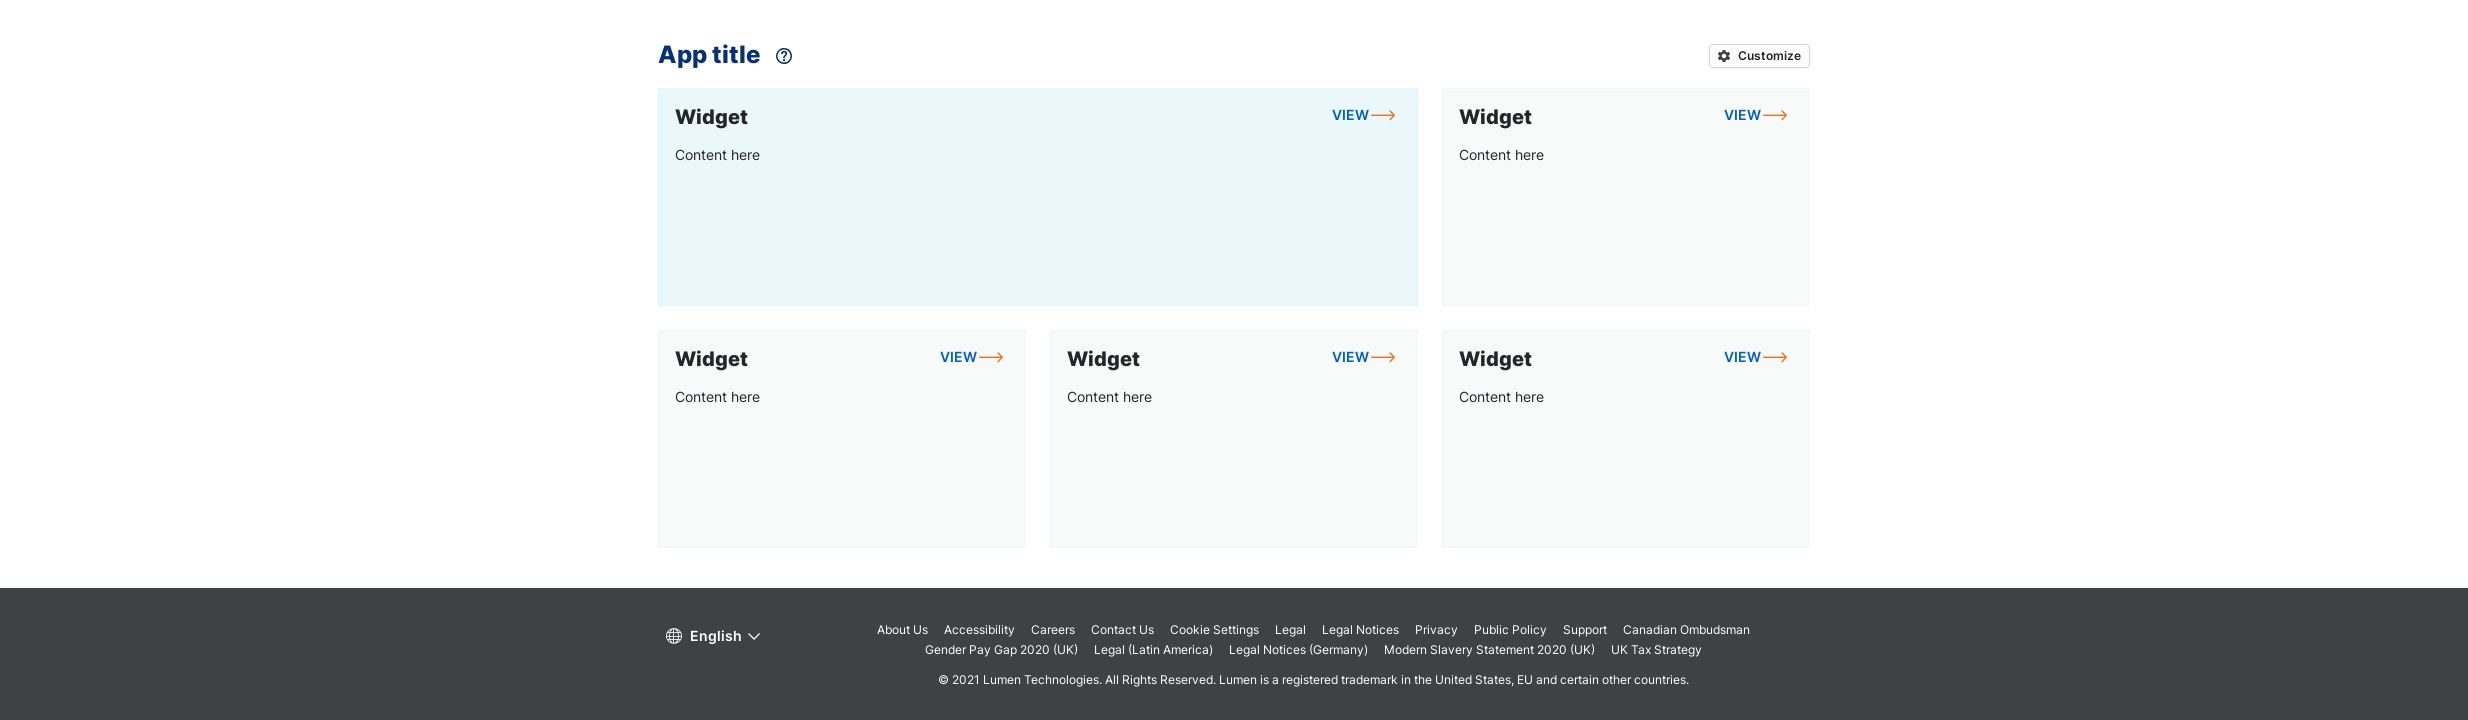 App title
Customize
Widget VIEW
Content here
Widget VIEW
Content here
Widget VIEW
Content here
Widget VIEW
Content here
Widget VIEW
Content here
English
About Us Accessibility Careers Contact Us Cookie Settings Legal Legal Notices Privacy Public Policy Support Canadian Ombudsman
Gender Pay Gap 2020 (UK) Legal (Latin America) Legal Notices (Germany) Modern Slavery Statement 2020 (UK) UK Tax Strategy
© 2021 Lumen Technologies. All Rights Reserved. Lumen is a registered trademark in the United States, EU and certain other countries.